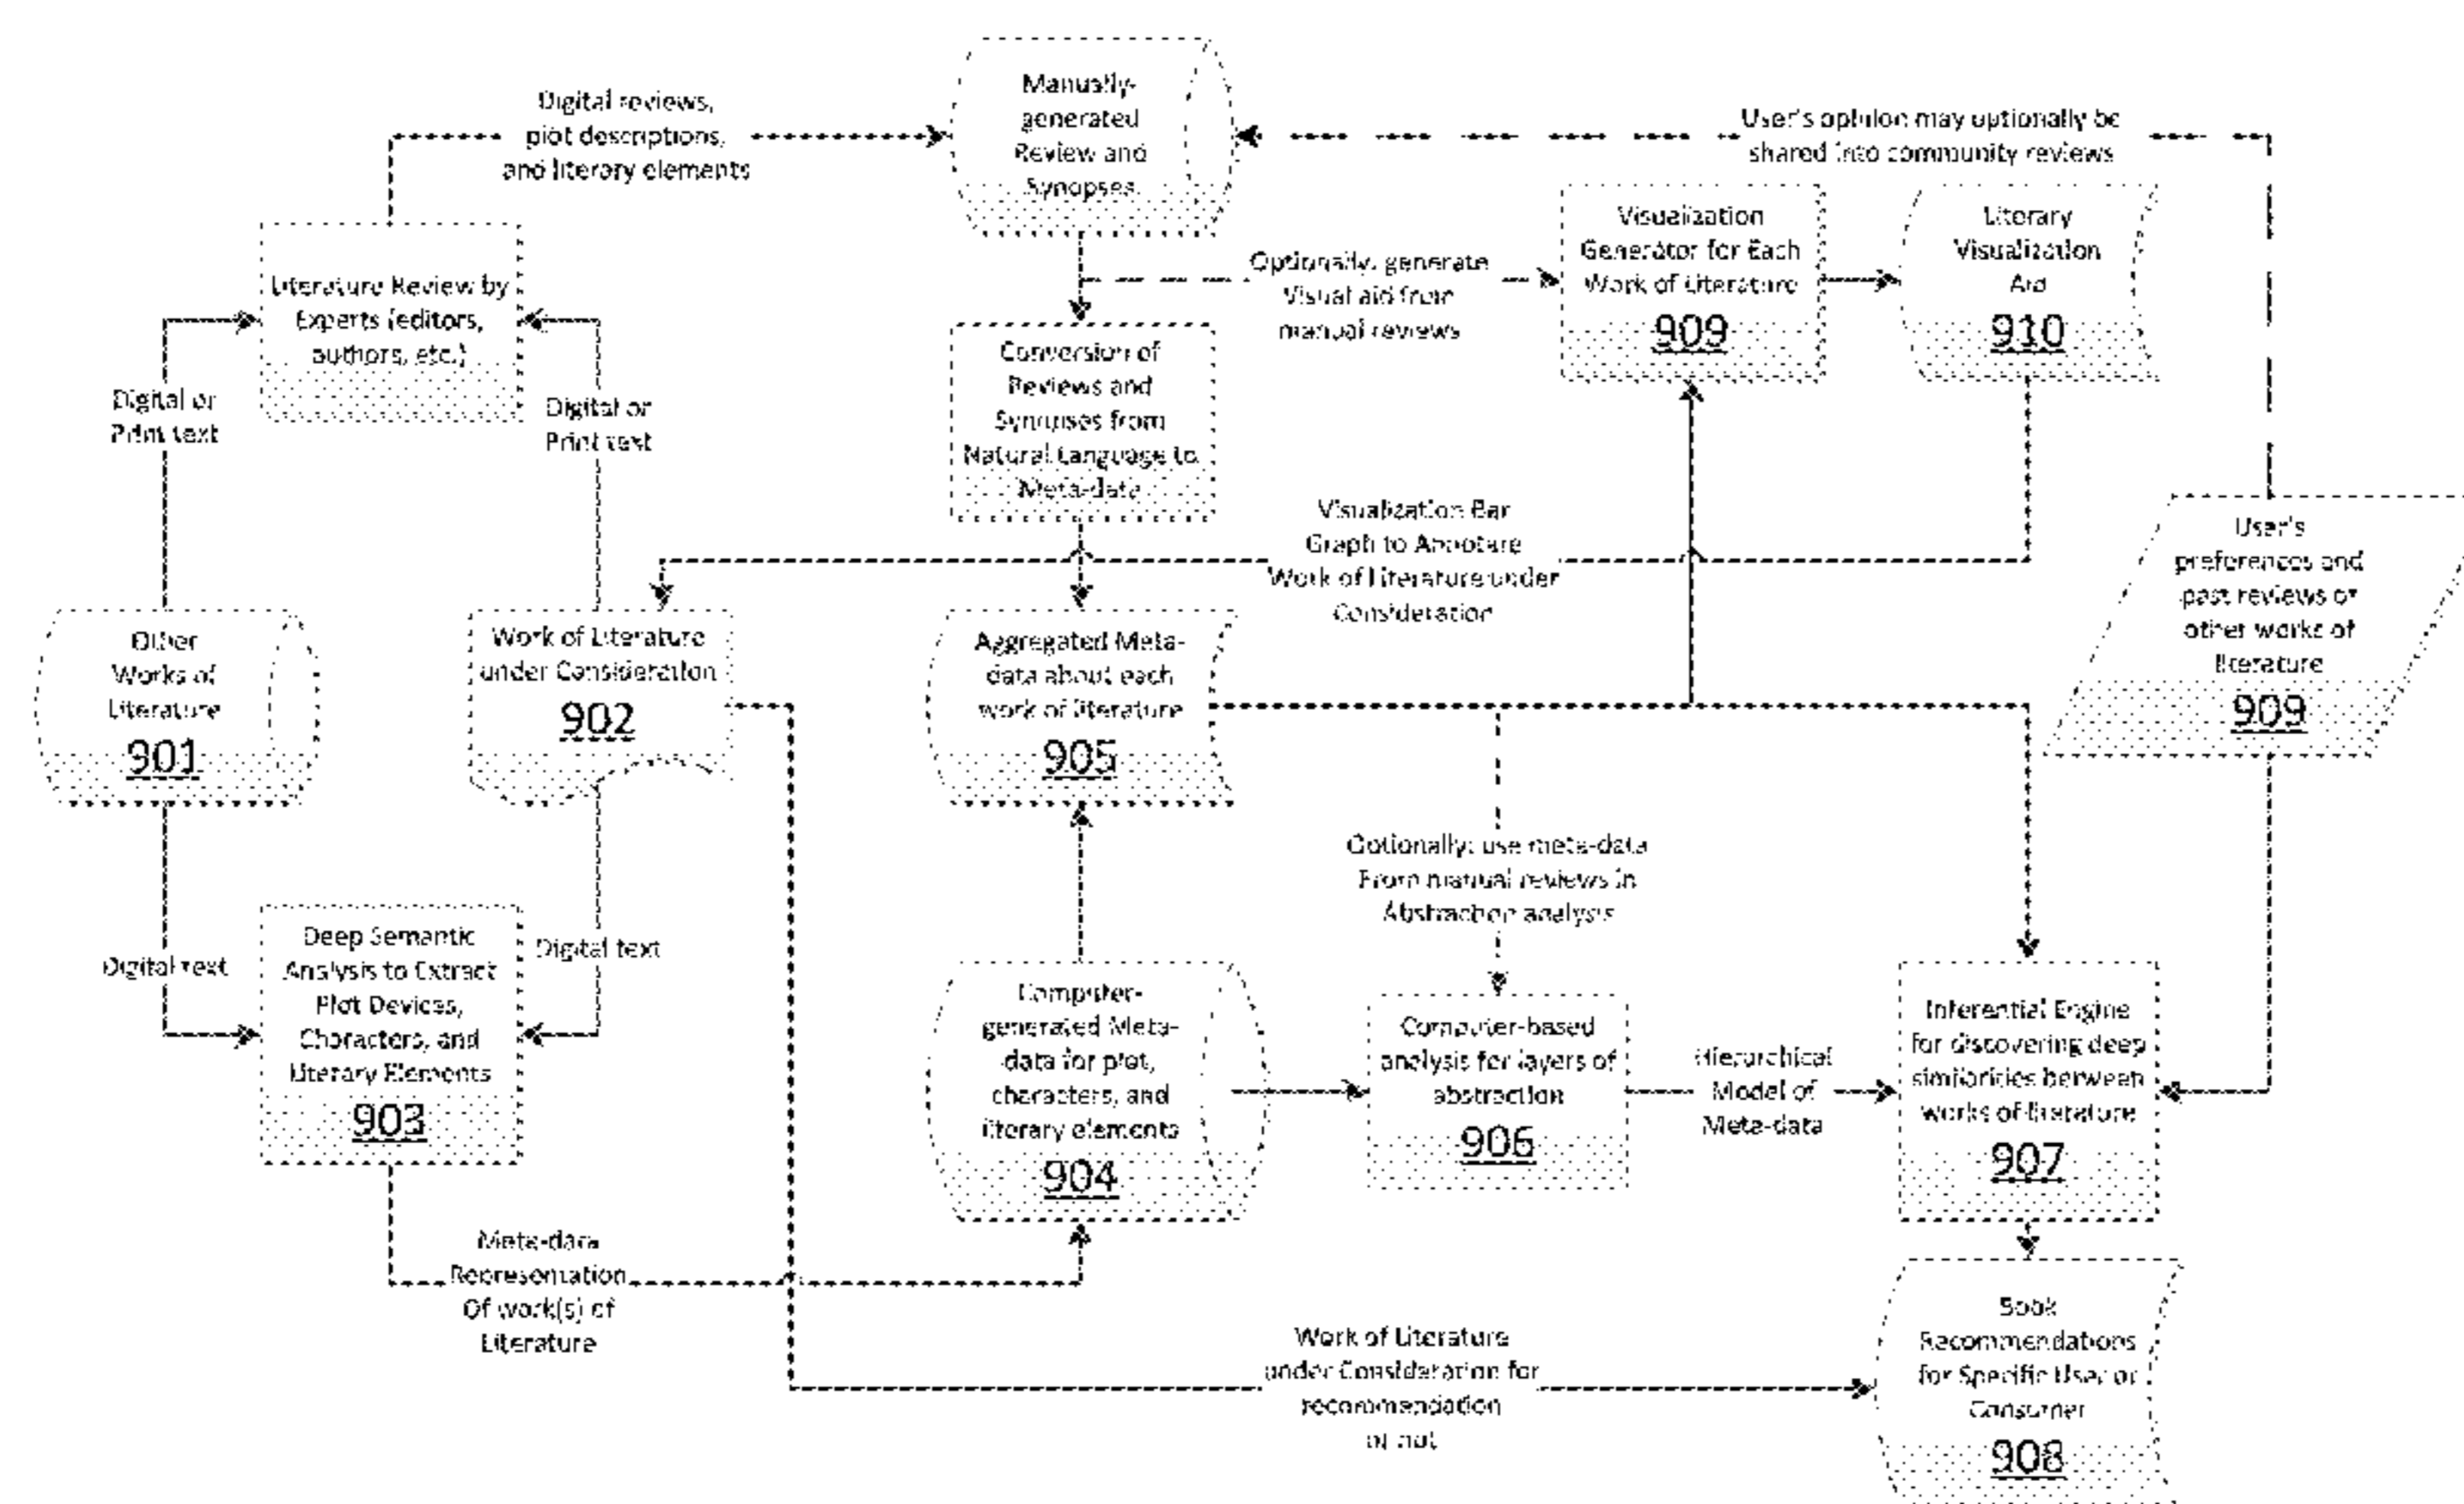 Manually-
generated
Review and
Synopses
Digital reviews,
plot descriptions,
and literary elements
User's opinion may optionally be
shared into community reviews
Literature Review by
Experts (editors,
authors, etc.)
Optionally, generate
Visual aid from
manual reviews
Visualization
Generator for Each
Work of Literature
909
Literary
Visualization
Aid
910
Conversion of
Reviews and
Synopses from
Natural Language to
Meta-data
Digital or
Print text
Digital or
Print text
Visualization Bar
Graph to Annotate
Work of Literature under
Consideration
User's
preferences and
past reviews of
other works of
literature
909
Other
Works of
Literature
901
Work of Literature
under Consideration
902
Aggregated Meta-
data about each
work of literature
905
Optionally: use meta-data
From manual reviews in
Abstraction analysis
Digital text
Deep Semantic
Analysis to Extract
Plot Devices,
Characters, and
Literary Elements
903
Digital text
Computer-
generated Meta-
data for plot,
characters, and
literary elements
904
Computer-based
analysis for layers of
abstraction
906
Hierarchical
Model of
Meta-data
Inferential Engine
for discovering deep
similarities between
works of literature
907
Meta-data
Representation
Of work(s) of
Literature
Work of Literature
under Consideration for
recommendation
or not
Book
Recommendations
for Specific User or
Consumer
908